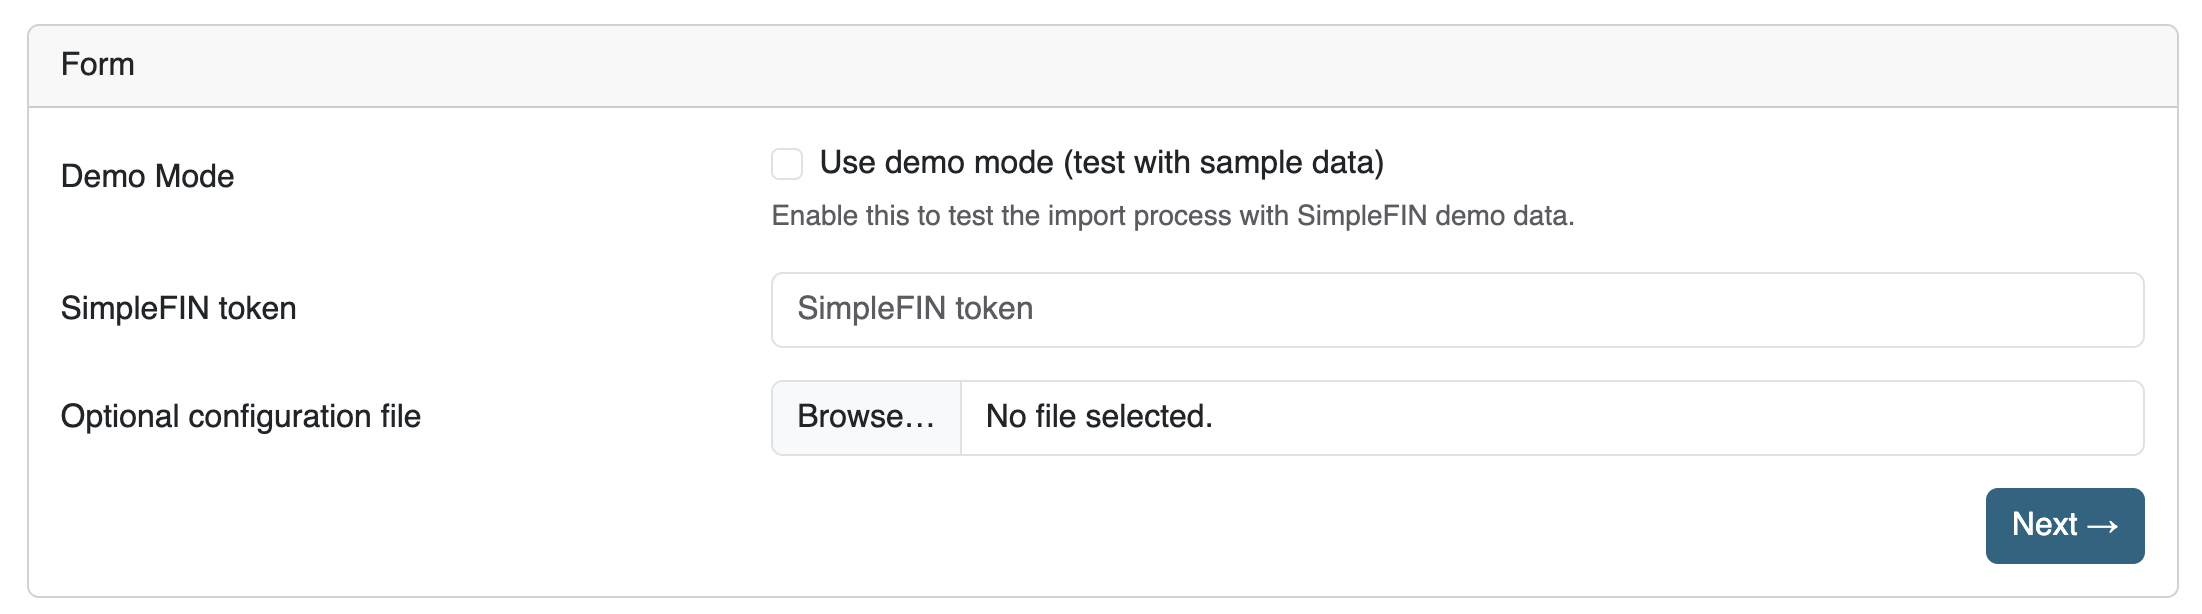 Form
Demo Mode
Use demo mode (test with sample data)
Enable this to test the import process with SimpleFIN demo data.
SimpleFIN token
SimpleFIN token
Optional configuration file
Browse... No file selected.
Next →